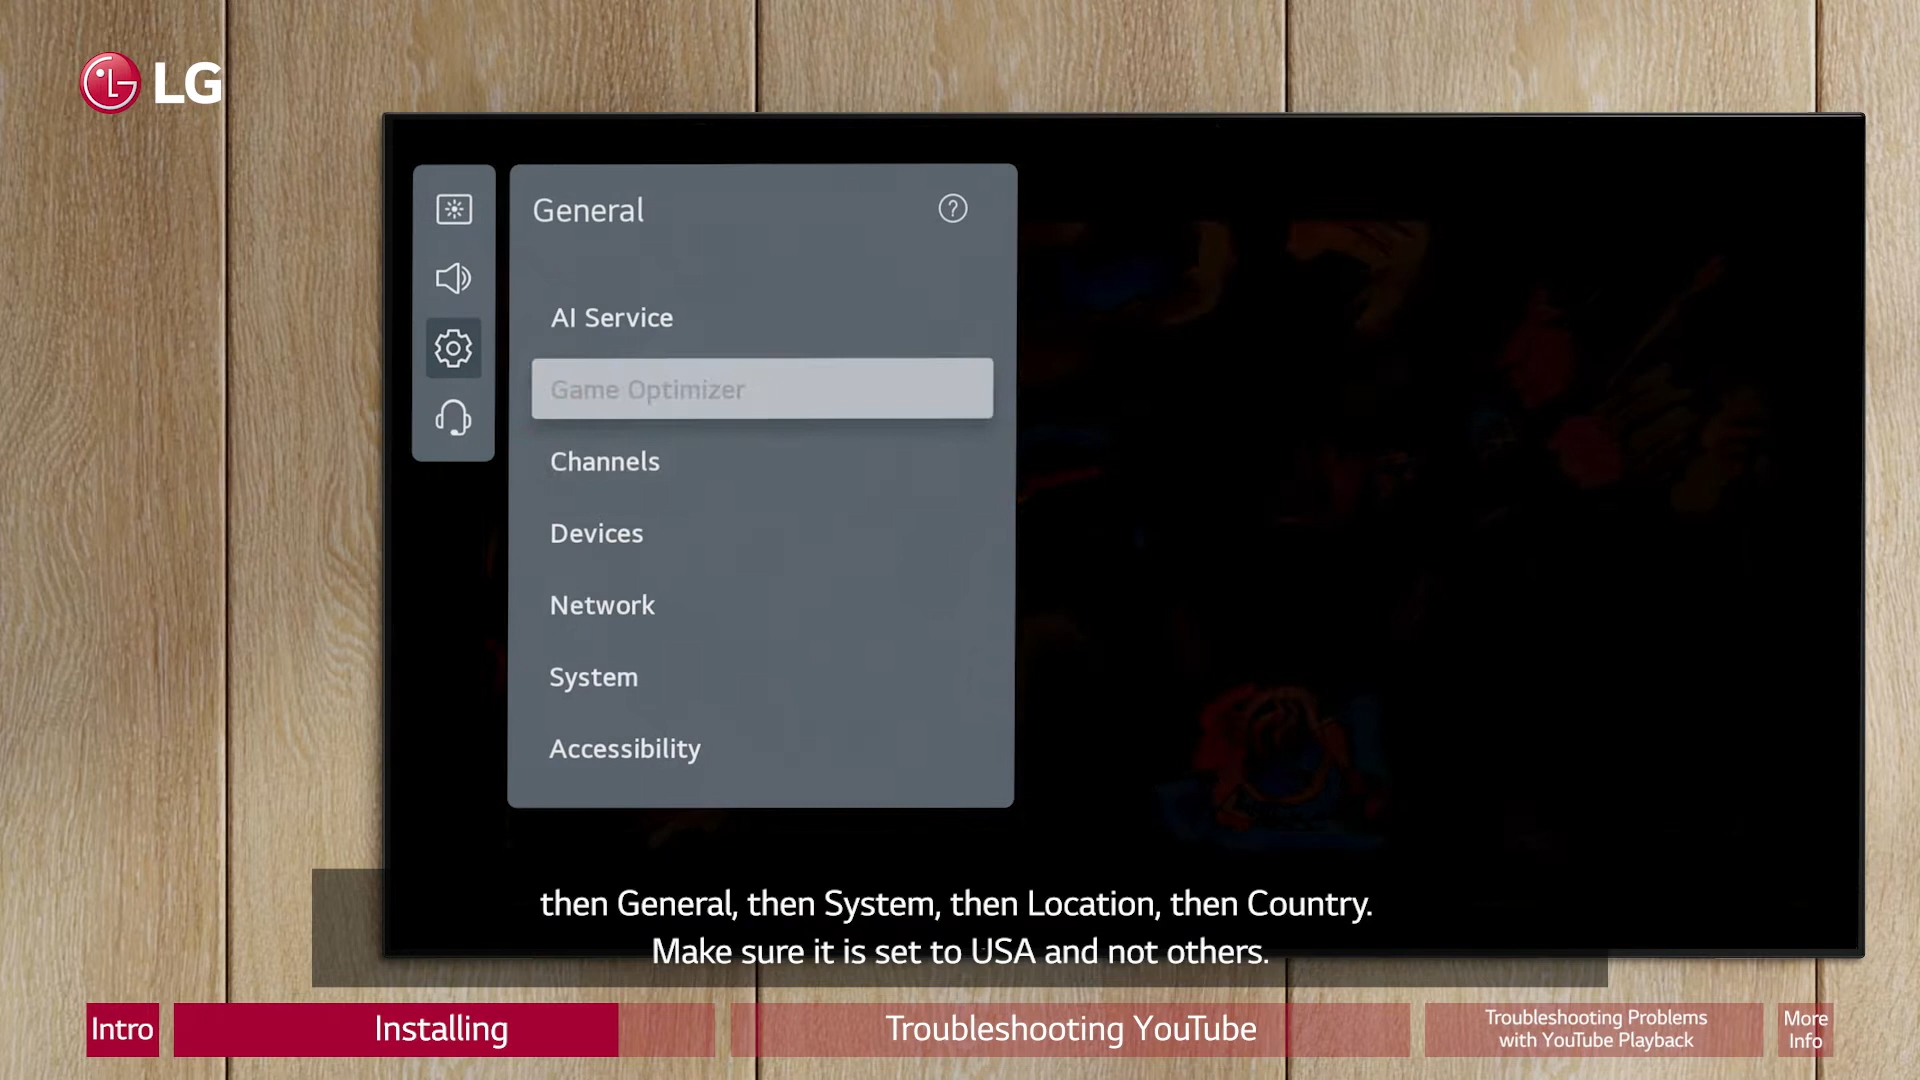 LG
General
AI Service
Game Optimizer
Channels
Devices
Network
System
Accessibility
then General, then System, then Location, then Country.
Make sure it is set to USA and not others.
Intro
Installing
Troubleshooting YouTube
Troubleshooting Problems
with YouTube Playback
More
Info